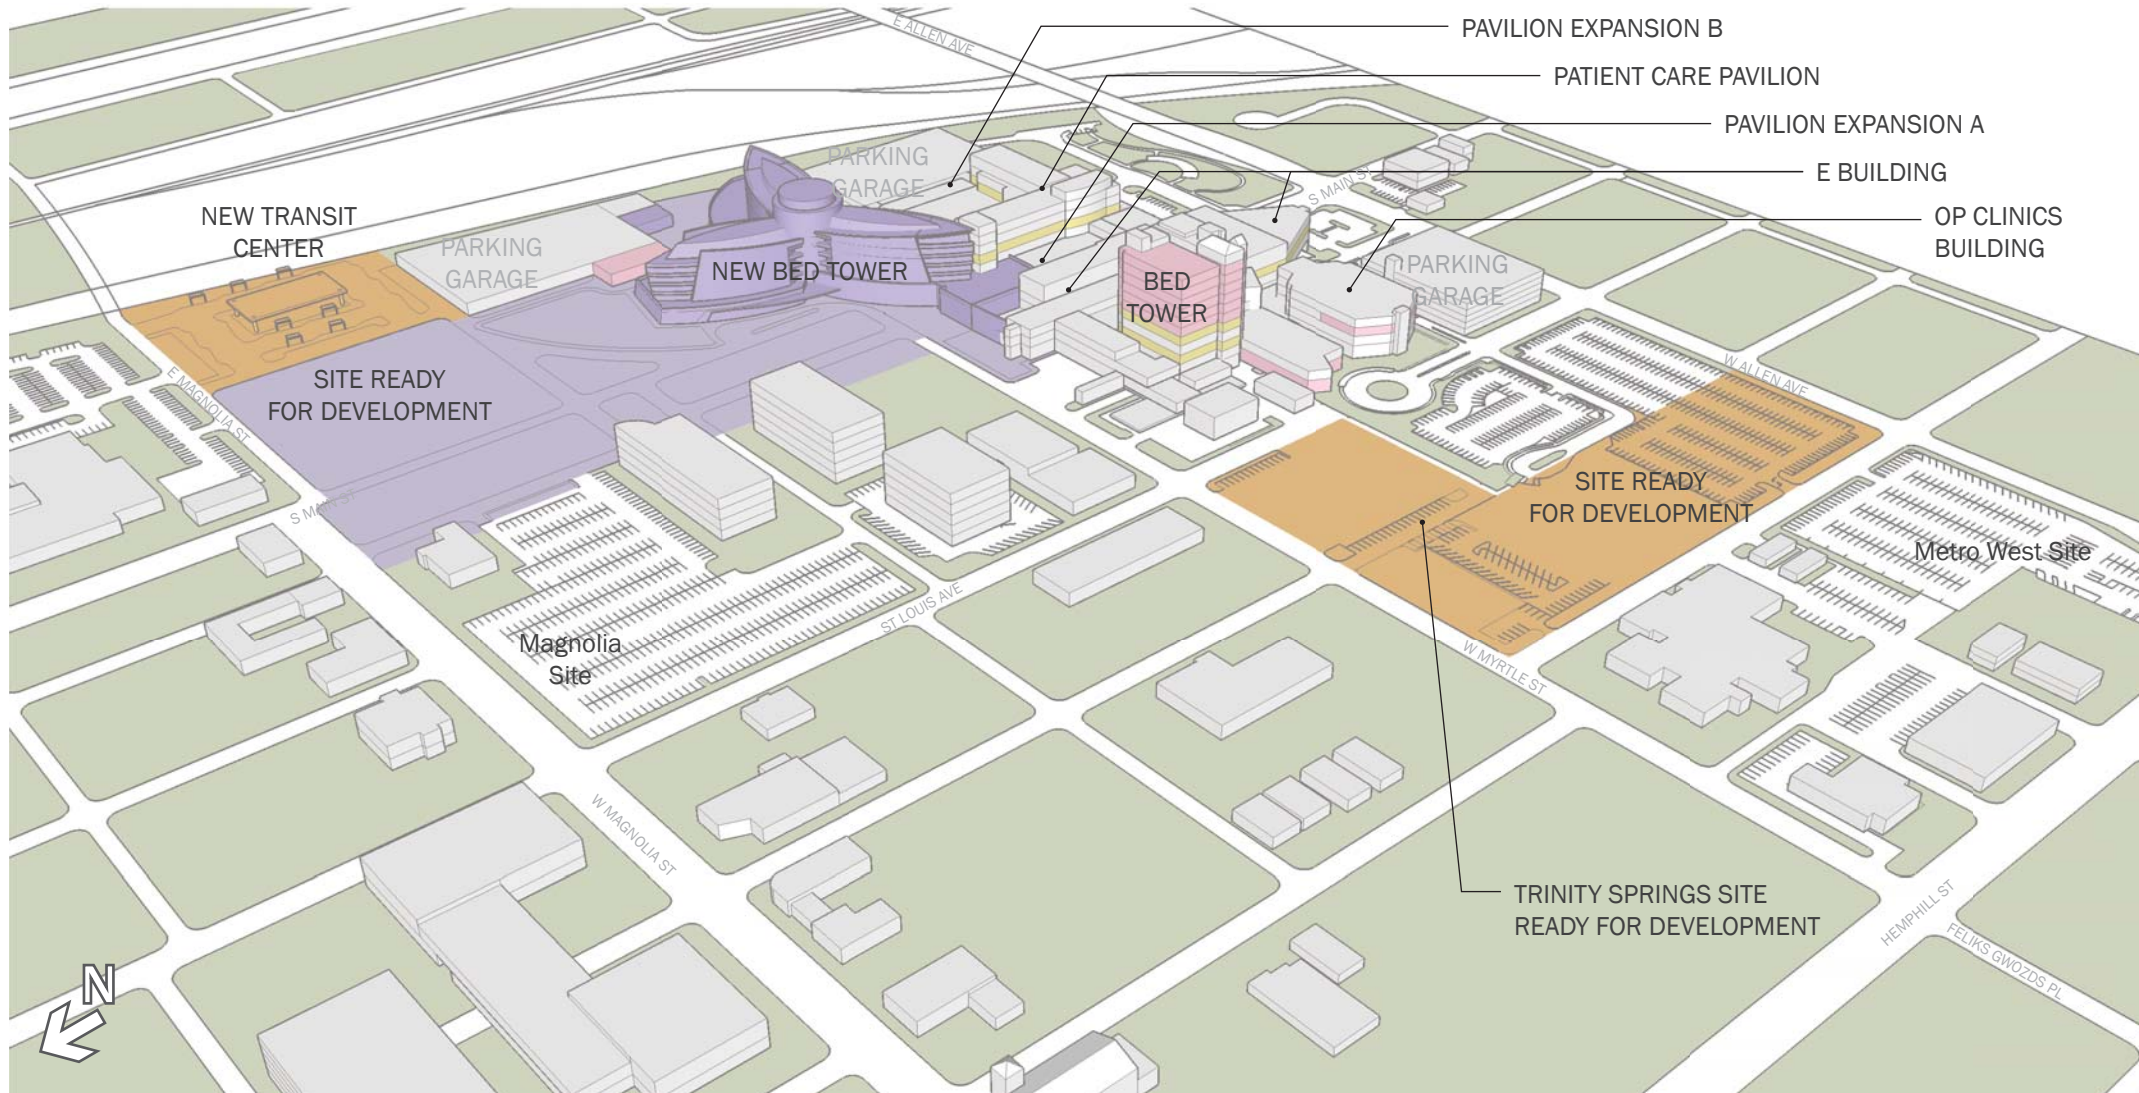 E ALLEN AVE
PAVILION EXPANSION B
PATIENT CARE PAVILION
PAVILION EXPANSION A
E BUILDING
OP CLINICS
BUILDING
S MAIN ST
PARKING
GARAGE
NEW TRANSIT
CENTER
PARKING
GARAGE
NEW BED TOWER
BED
TOWER
PARKING
GARAGE
SITE READY
FOR DEVELOPMENT
E MAGNOLIA ST
W ALLEN AVE
S MAIN ST
SITE READY
FOR DEVELOPMENT
Metro West Site
Magnolia
Site
ST LOUIS AVE
W MYRTLE ST
W MAGNOLIA ST
TRINITY SPRINGS SITE
READY FOR DEVELOPMENT
HEMPHILL ST
FELIKS GWOZDS PL
N